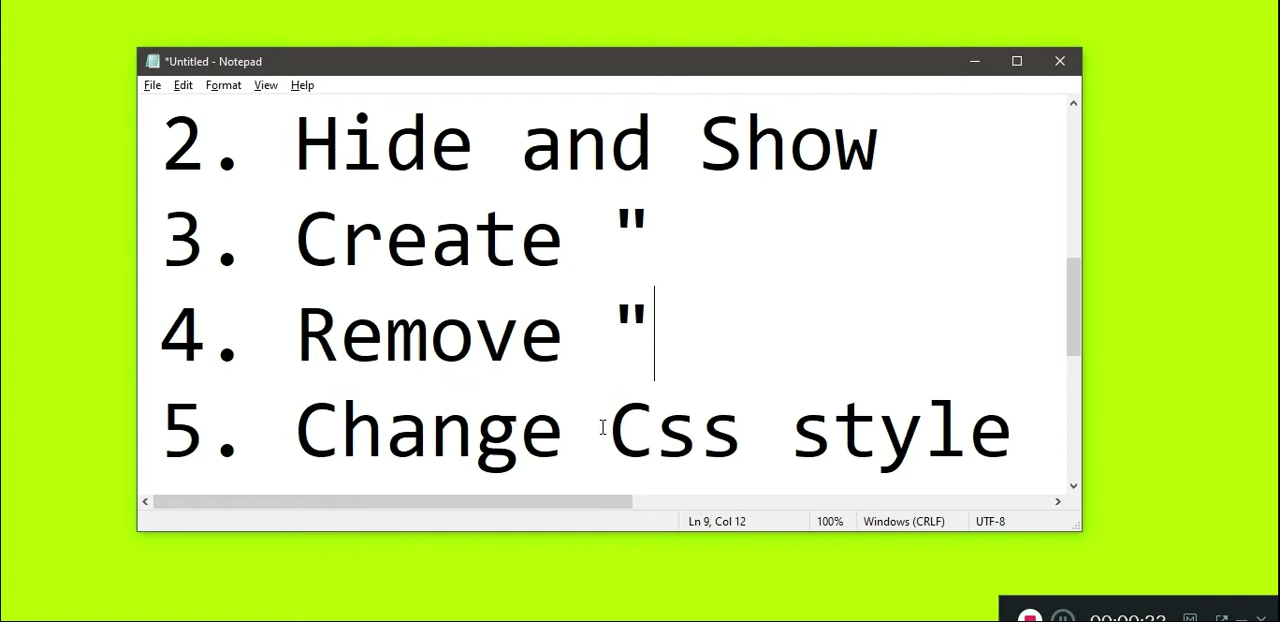 *Untitled - Notepad
File Edit Format View Help
2. Hide and Show
3. Create "
4. Remove "
5. Change Css style
Ln 9, Col 12 100% Windows (CRLF) UTF-8